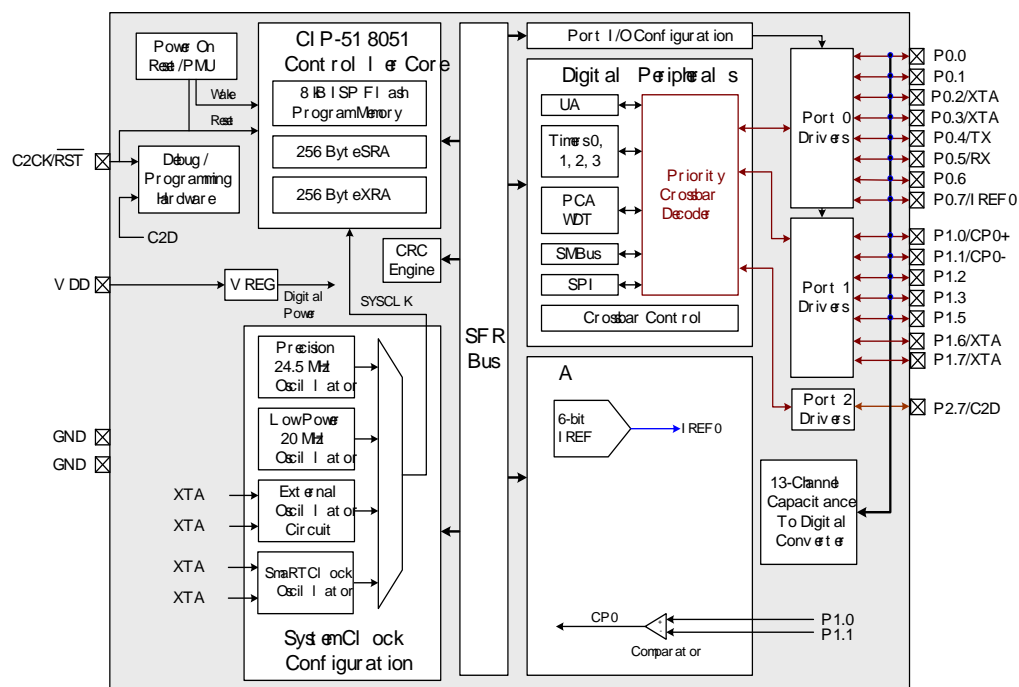 Power On
Reset/PMU
Wake
Reset
C2CK/RST
Debug /
Programming
Hardware
C2D
VDD
VREG
Digital
Power
GND
GND
CIP-51 8051
Controller Core
8 kB ISP Flash
Program Memory
256 Byte SRA
256 Byte XRA
CRC
Engine
SYSCLK
Precision
24.5 MHz
Oscillator
Low Power
20 MHz
Oscillator
External
Oscillator
Circuit
SmaRTClock
Oscillator
XTA
XTA
XTA
XTA
System Clock
Configuration
SFR
Bus
Port I/O Configuration
Digital Peripherals
UA
Timers 0,
1, 2, 3
PCA
WDT
SMBus
SPI
Priority
Crossbar
Decoder
Crossbar Control
Port 0
Drivers
Port 1
Drivers
Port 2
Drivers
P0.0
P0.1
P0.2/XTA
P0.3/XTA
P0.4/TX
P0.5/RX
P0.6
P0.7/IREF0
P1.0/CP0+
P1.1/CP0-
P1.2
P1.3
P1.5
P1.6/XTA
P1.7/XTA
P2.7/C2D
A
6-bit
IREF
IREF0
13-Channel
Capacitance
To Digital
Converter
CP0
+
-
Comparator
P1.0
P1.1